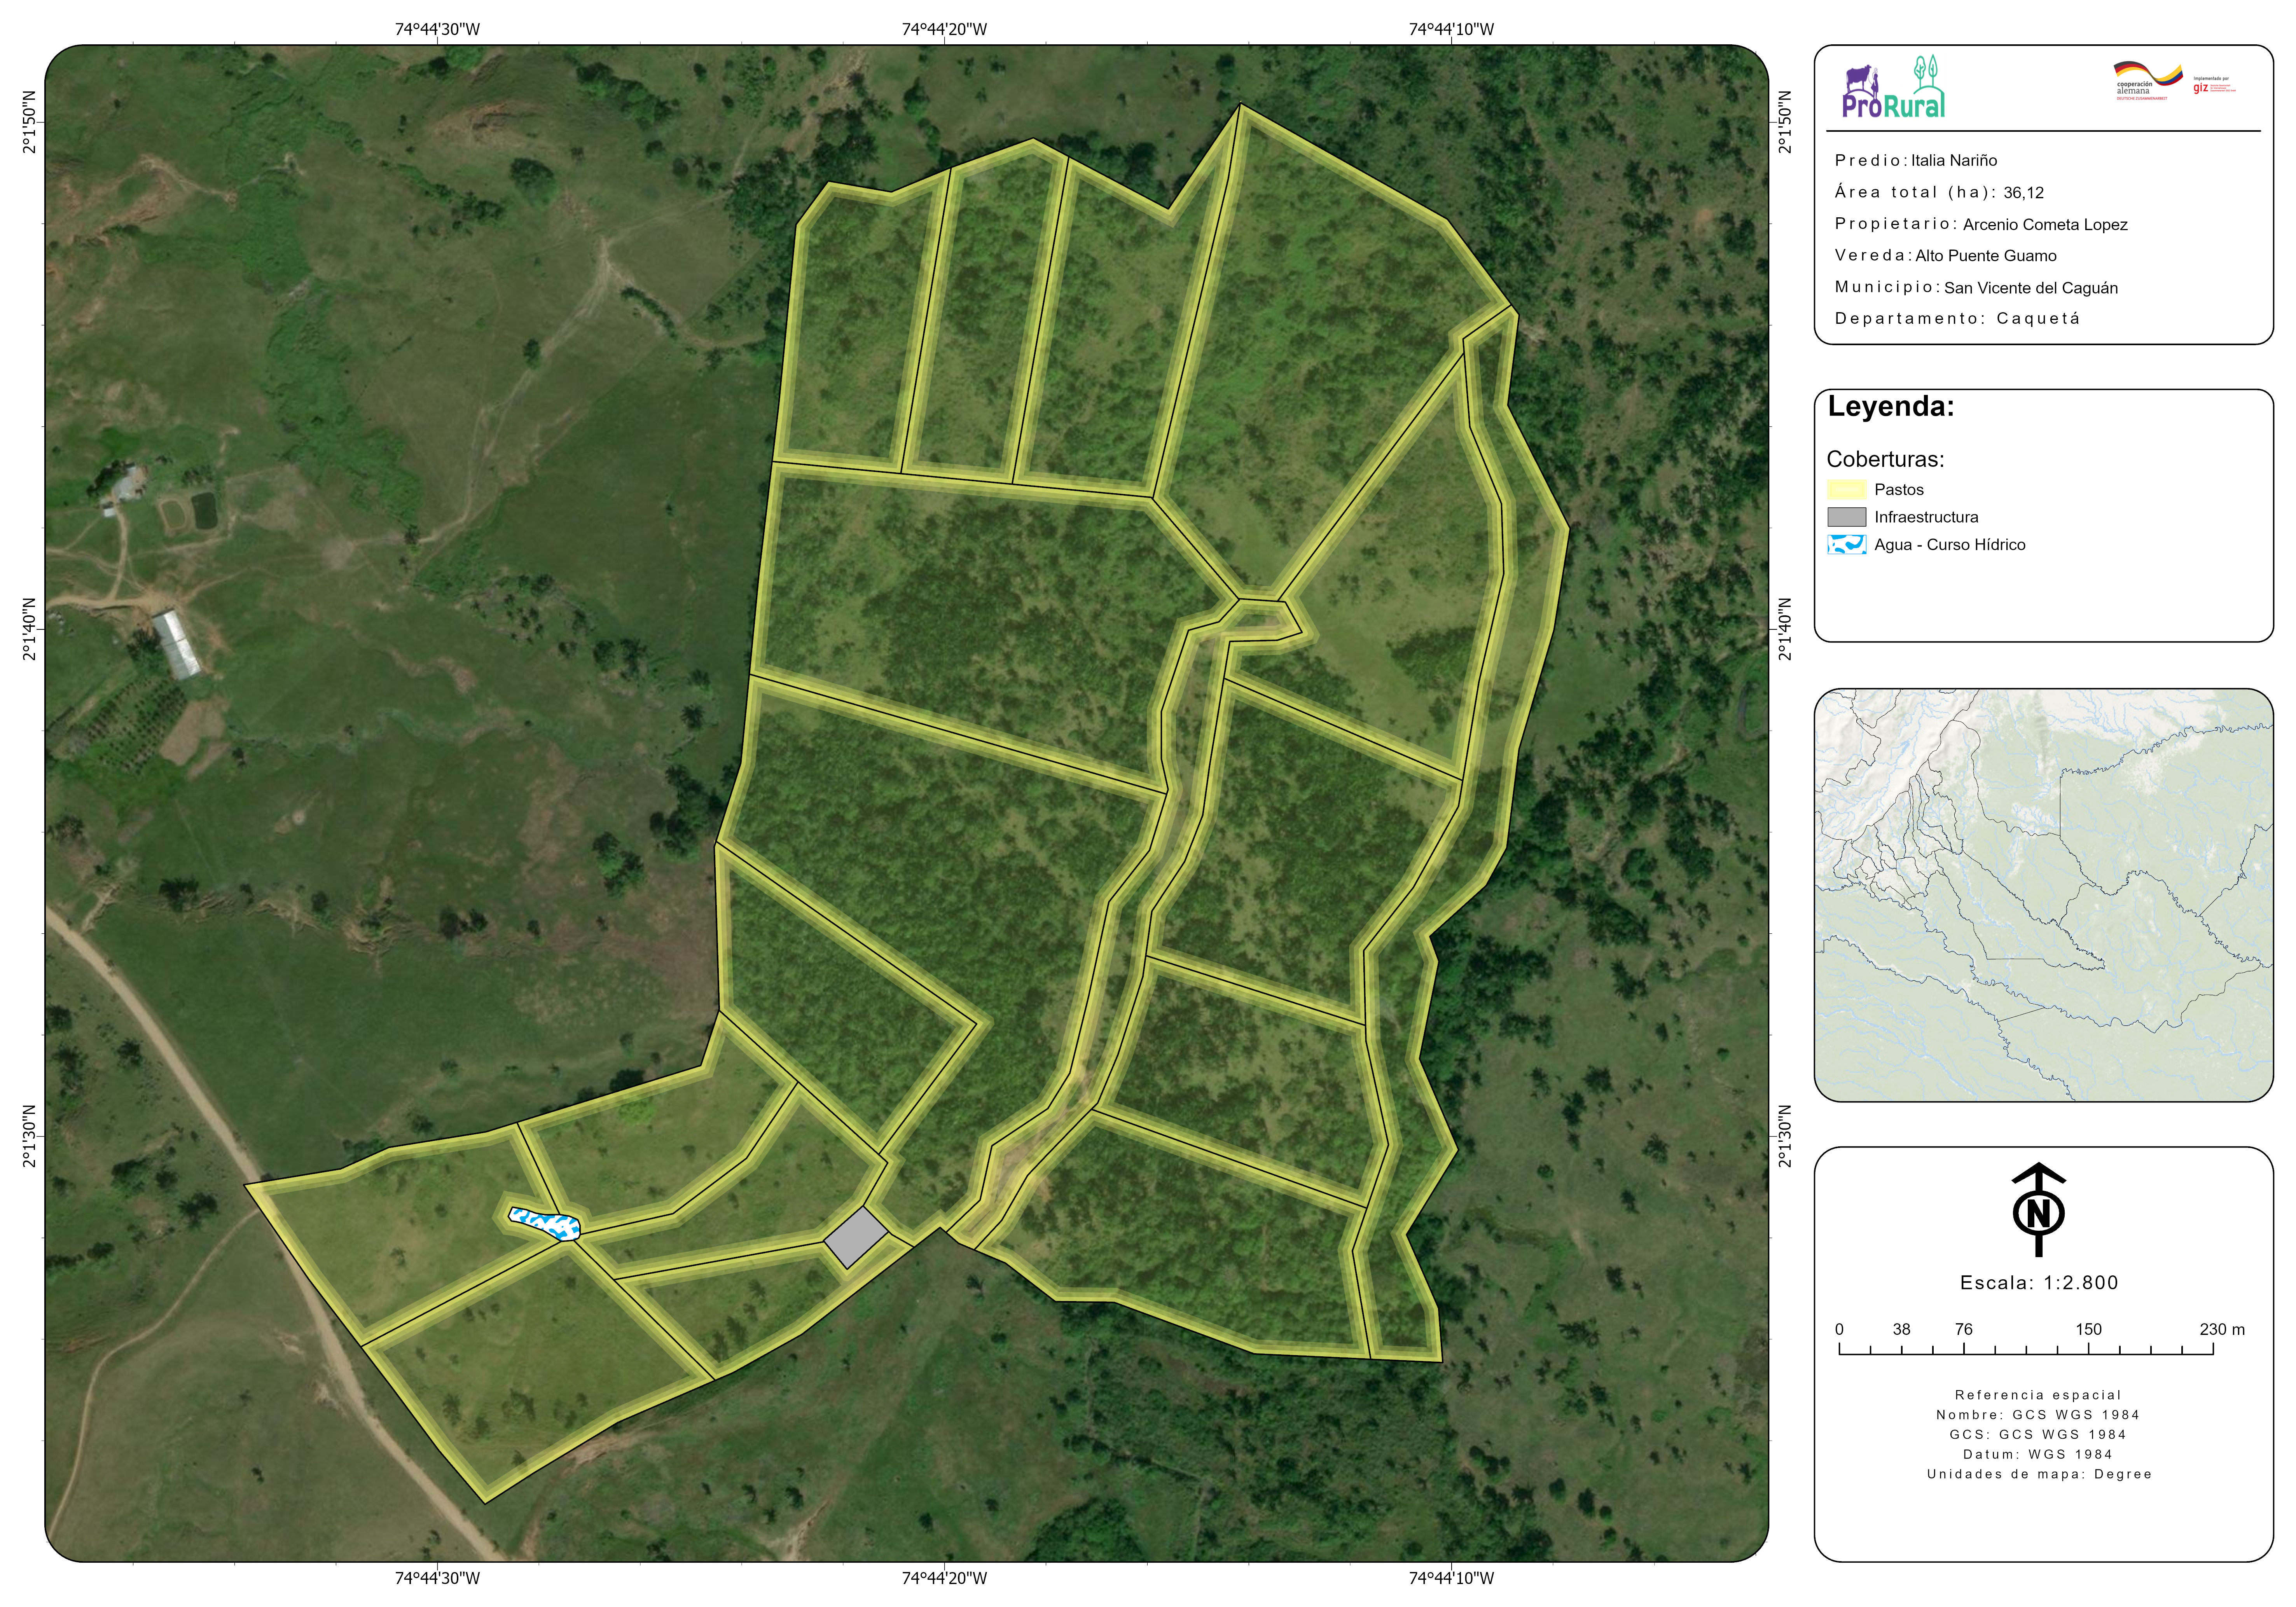 74°44'30"W 74°44'20"W 74°44'10"W
2°1'50"N 2°1'50"N
2°1'40"N 2°1'40"N
2°1'30"N 2°1'30"N
74°44'30"W 74°44'20"W 74°44'10"W
ProRural
cooperación
alemana
DEUTSCHE ZUSAMMENARBEIT
Implementada por
giz
Predio: Italia Nariño
Área total (ha): 36,12
Propietario: Arcenio Cometa Lopez
Vereda: Alto Puente Guamo
Municipio: San Vicente del Caguán
Departamento: Caquetá
Leyenda:
Coberturas:
Pastos
Infraestructura
Agua - Curso Hídrico
N
Escala: 1:2.800
0 38 76 150 230 m
Referencia espacial
Nombre: GCS WGS 1984
GCS: GCS WGS 1984
Datum: WGS 1984
Unidades de mapa: Degree